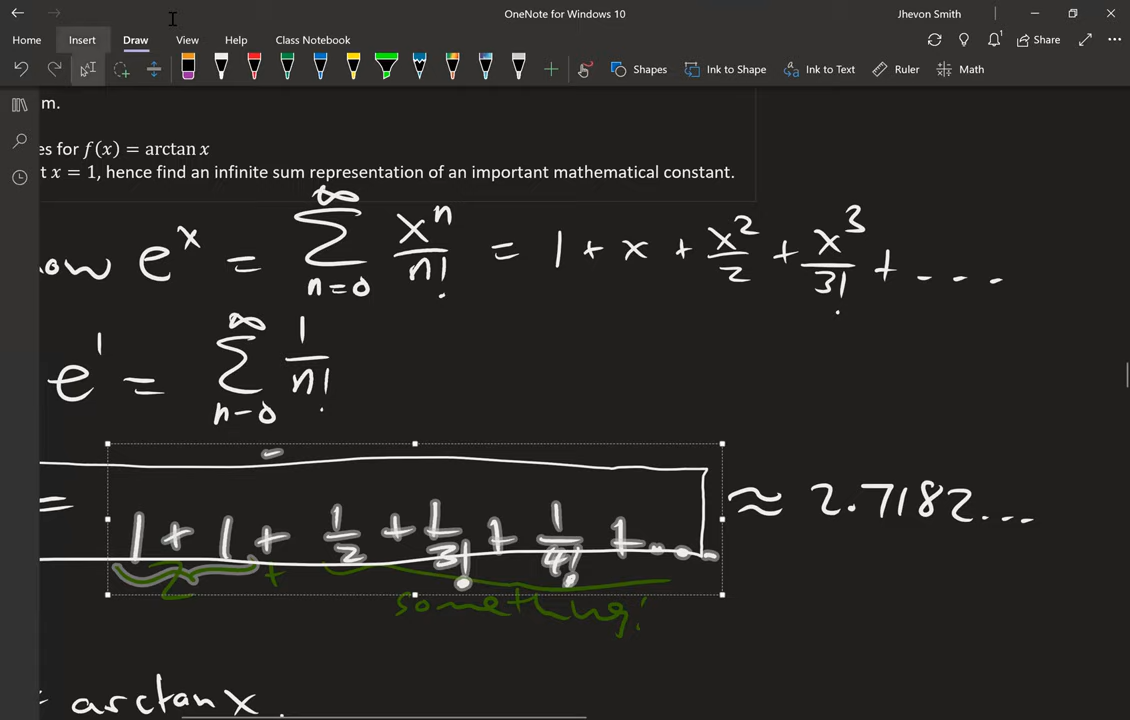 OneNote for Windows 10
Jhevon Smith
Home Insert Draw View Help Class Notebook
Share
Shapes Ink to Shape Ink to Text Ruler Math
m.
es for f(x) = arctan x
t x = 1, hence find an infinite sum representation of an important mathematical constant.
ow e^x = ∑_{n=0}^{∞} x^n/n! = 1 + x + x^2/2 + x^3/3! + ...
e^1 = ∑_{n-0}^{∞} 1/n!
= 1 + 1 + 1/2 + 1/3! + 1/4! + ... ≈ 2.7182...
2 + something!
arctan x